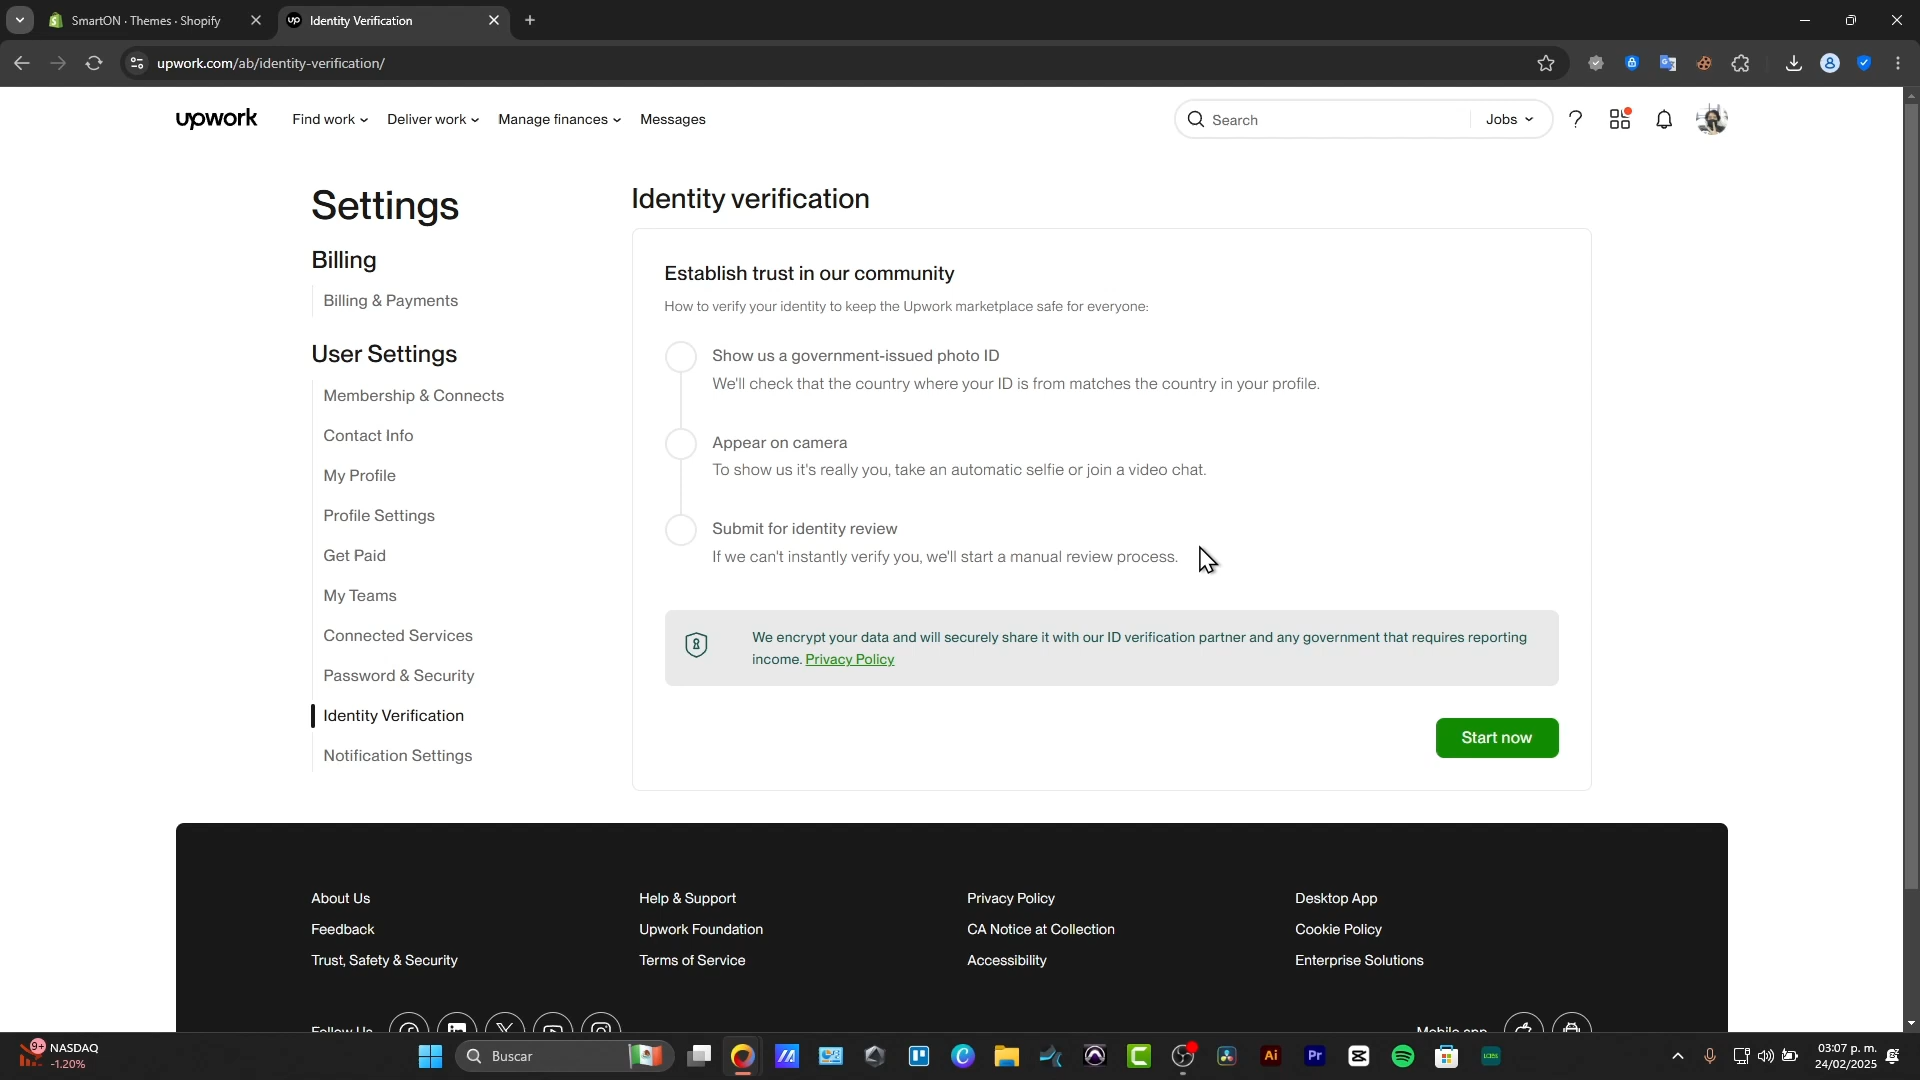 SmartON · Themes · Shopify
Identity Verification
upwork.com/ab/identity-verification/
upwork
Find work
Deliver work
Manage finances
Messages
Search
Jobs
Settings
Billing
Billing & Payments
User Settings
Membership & Connects
Contact Info
My Profile
Profile Settings
Get Paid
My Teams
Connected Services
Password & Security
Identity Verification
Notification Settings
Identity verification
Establish trust in our community
How to verify your identity to keep the Upwork marketplace safe for everyone:
Show us a government-issued photo ID
We'll check that the country where your ID is from matches the country in your profile.
Appear on camera
To show us it's really you, take an automatic selfie or join a video chat.
Submit for identity review
If we can't instantly verify you, we'll start a manual review process.
We encrypt your data and will securely share it with our ID verification partner and any government that requires reporting
income. Privacy Policy
Start now
About Us
Feedback
Trust, Safety & Security
Help & Support
Upwork Foundation
Terms of Service
Privacy Policy
CA Notice at Collection
Accessibility
Desktop App
Cookie Policy
Enterprise Solutions
Follow Us
Mobile app
9+
NASDAQ
-1.20%
Buscar
Ai
Pr
03:07 p. m.
24/02/2025